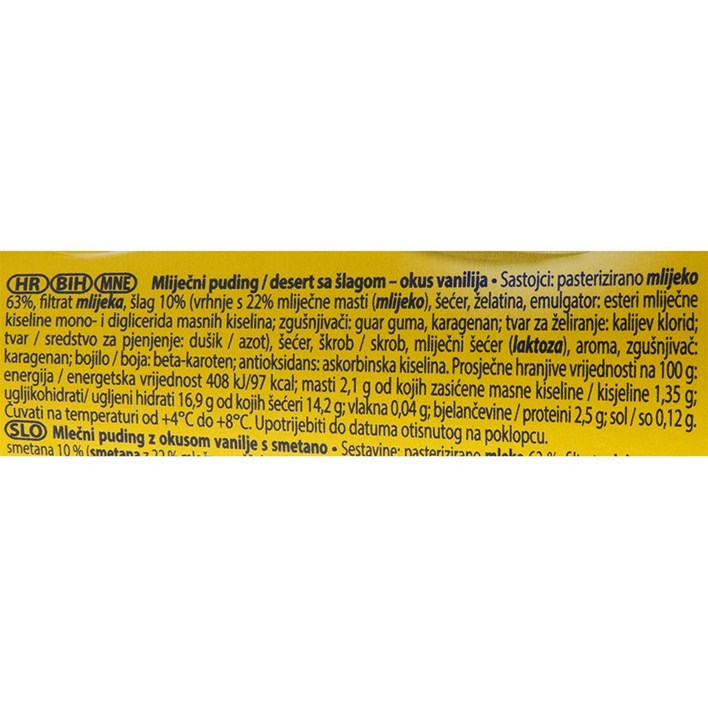 HR BIH MNE Mliječni puding / desert sa šlagom – okus vanilija • Sastojci: pasterizirano mlijeko
63%, filtrat mlijeka, šlag 10% (vrhnje s 22% mliječne masti (mlijeko), šećer, želatina, emulgator: esteri mliječne
kiseline mono- i diglicerida masnih kiselina; zgušnjivači: guar guma, karagenan; tvar za želiranje: kalijev klorid;
tvar / sredstvo za pjenjenje: dušik / azot), šećer, škrob / skrob, mliječni šećer (laktoza), aroma, zgušnjivač:
karagenan; bojilo / boja: beta-karoten; antioksidans: askorbinska kiselina. Prosječne hranjive vrijednosti na 100 g:
energija / energetska vrijednost 408 kJ/97 kcal; masti 2,1 g od kojih zasićene masne kiseline / kisjeline 1,35 g;
ugljikohidrati/ ugljeni hidrati 16,9 g od kojih šećeri 14,2 g; vlakna 0,04 g; bjelančevine / proteini 2,5 g; sol / so 0,12 g.
Čuvati na temperaturi od +4°C do +8°C. Upotrijebiti do datuma otisnutog na poklopcu.
SLO Mlečni puding z okusom vanilje s smetano • Sestavine: pasterizirano mleko 63 %,
smetana 10 % (smetana z 22 %